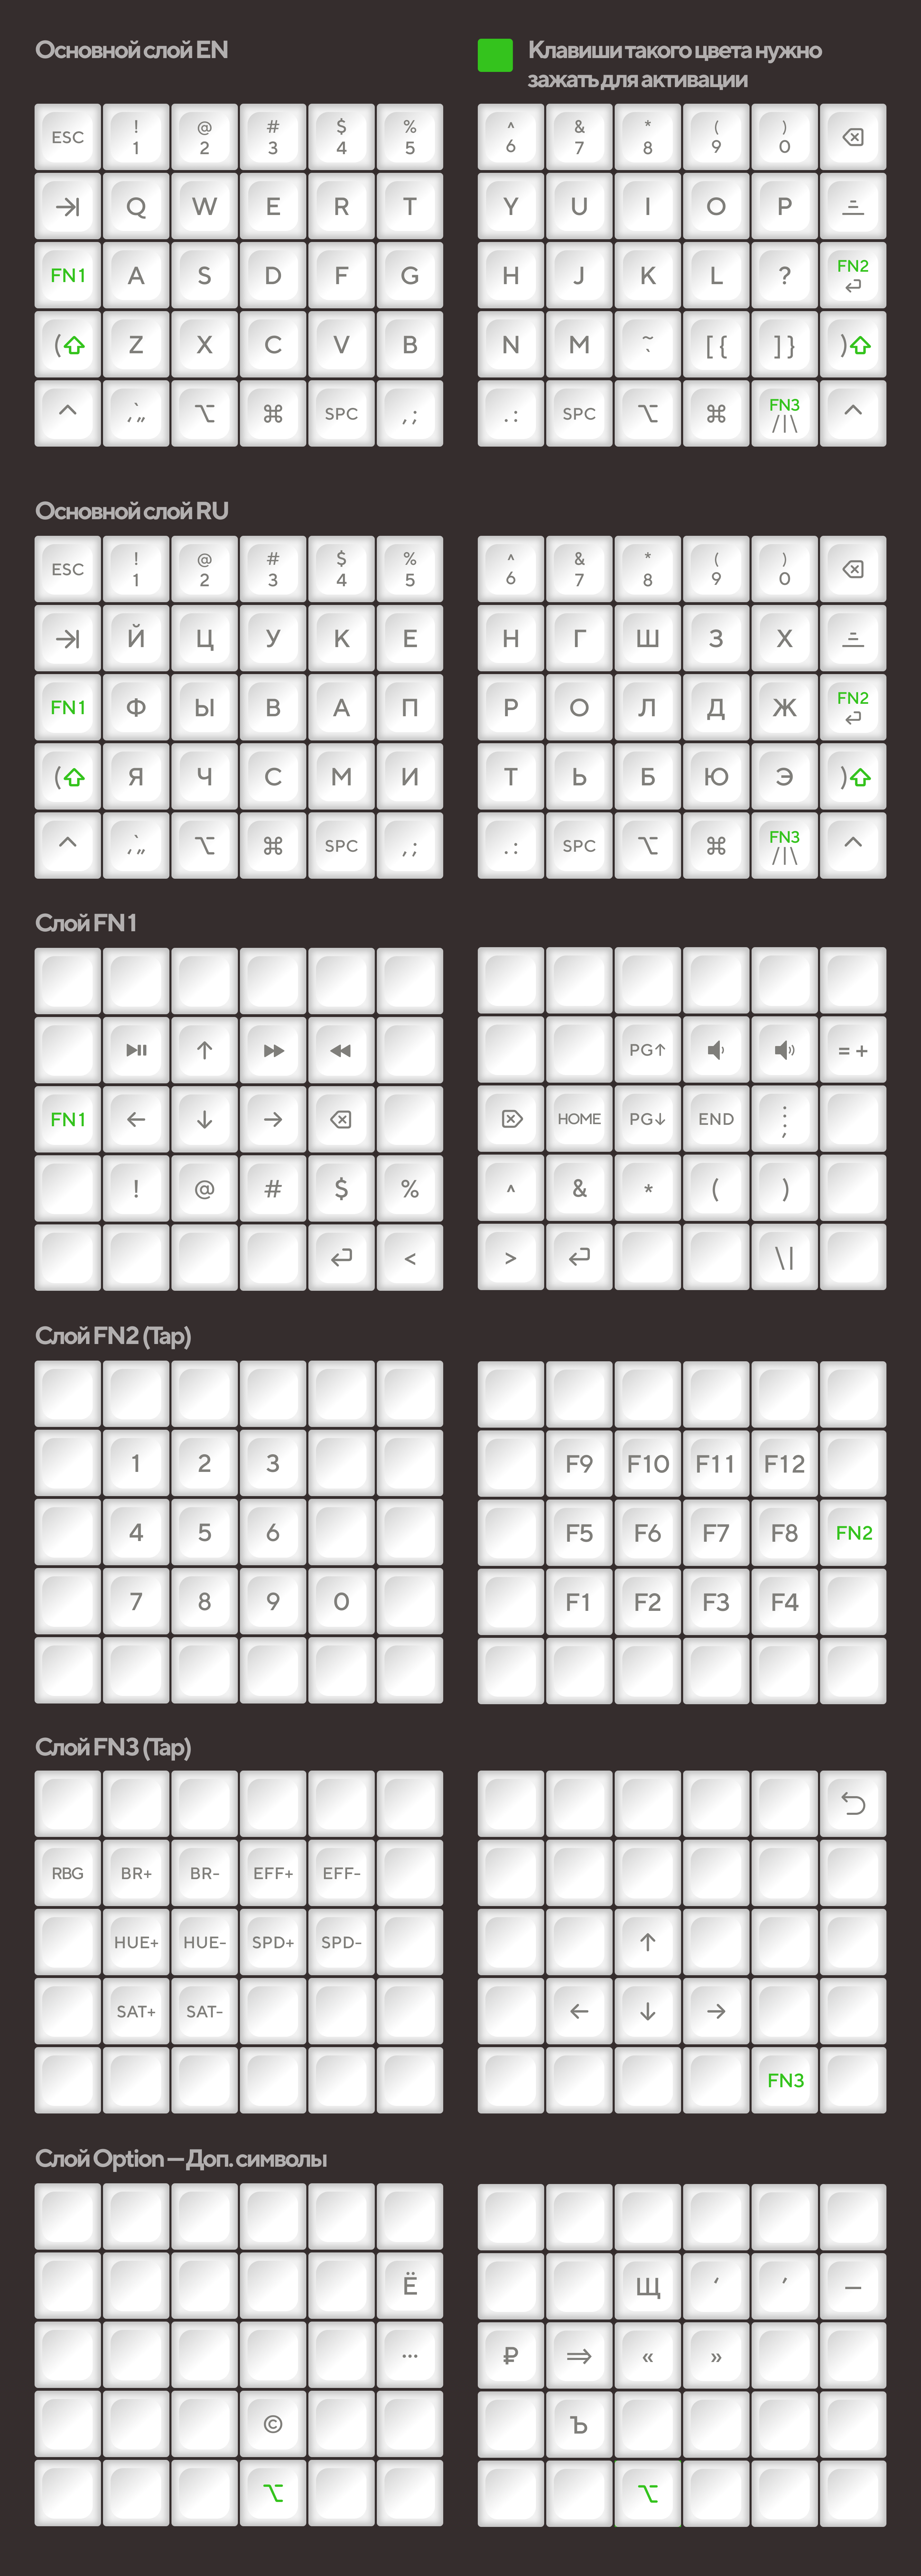 Основной слой EN
Клавиши такого цвета нужно
зажать для активации
ESC ! 1 @ 2 # 3 $ 4 % 5 ^ 6 & 7 * 8 ( 9 ) 0
Q W E R T Y U I O P
FN1 A S D F G H J K L ? FN2
( Z X C V B N M ~ ` [ { ] } )
^ ⌥ ⌘ SPC , ; . : SPC ⌥ ⌘ FN3 / | \ ^
Основной слой RU
ESC ! 1 @ 2 # 3 $ 4 % 5 ^ 6 & 7 * 8 ( 9 ) 0
Й Ц У К Е Н Г Ш З Х
FN1 Ф Ы В А П Р О Л Д Ж FN2
( Я Ч С М И Т Ь Б Ю Э )
^ ⌥ ⌘ SPC , ; . : SPC ⌥ ⌘ FN3 / | \ ^
Слой FN1
↑ PG↑ = +
FN1 ← ↓ → HOME PG↓ END : ;
! @ # $ % ^ & * ( )
< > \ |
Слой FN2 (Tap)
1 2 3 F9 F10 F11 F12
4 5 6 F5 F6 F7 F8 FN2
7 8 9 0 F1 F2 F3 F4
Слой FN3 (Tap)
RBG BR+ BR- EFF+ EFF-
HUE+ HUE- SPD+ SPD- ↑
SAT+ SAT- ← ↓ →
FN3
Слой Option — Доп. символы
Ё Щ ‘ ’ —
… ₽ ⇒ « »
© Ъ
⌥ ⌥